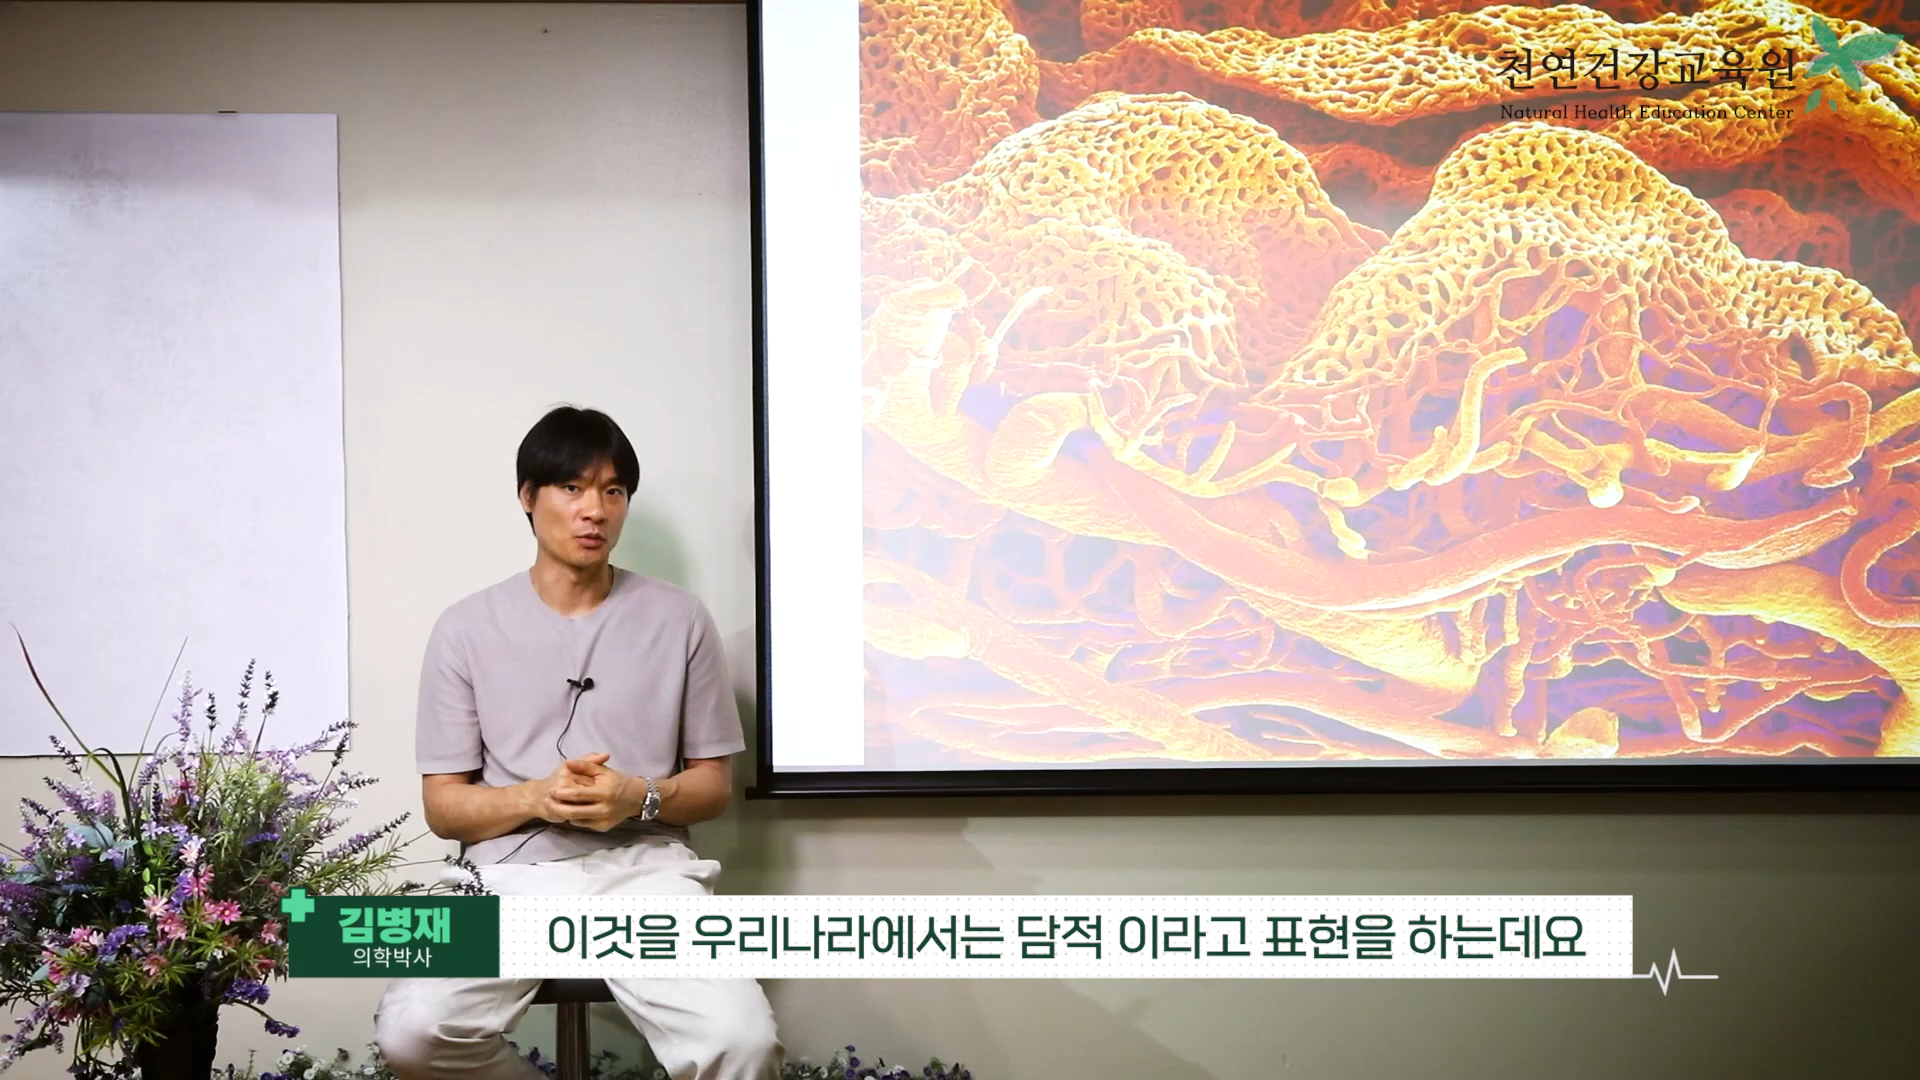 천연건강교육원
Natural Health Education Center
김병재
의학박사
이것을 우리나라에서는 담적 이라고 표현을 하는데요